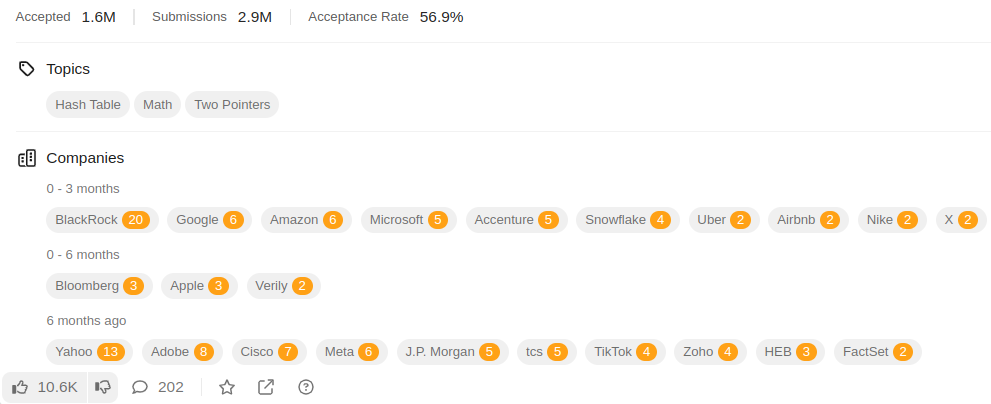 Accepted 1.6M Submissions 2.9M Acceptance Rate 56.9%
Topics
Hash Table Math Two Pointers
Companies
0 - 3 months
BlackRock 20 Google 6 Amazon 6 Microsoft 5 Accenture 5 Snowflake 4 Uber 2 Airbnb 2 Nike 2 X 2
0 - 6 months
Bloomberg 3 Apple 3 Verily 2
6 months ago
Yahoo 13 Adobe 8 Cisco 7 Meta 6 J.P. Morgan 5 tcs 5 TikTok 4 Zoho 4 HEB 3 FactSet 2
10.6K 202